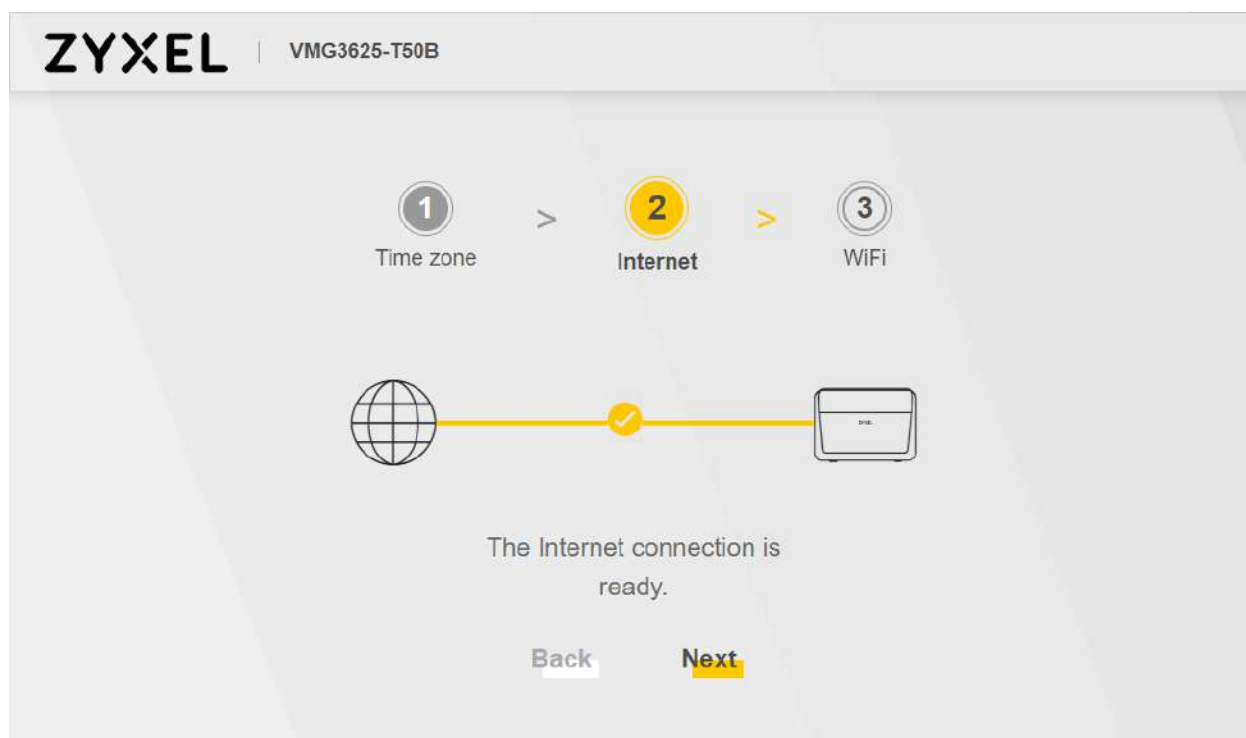 ZYXEL | VMG3625-T50B
1 > 2 > 3
Time zone Internet WiFi
The Internet connection is
ready.
Back Next